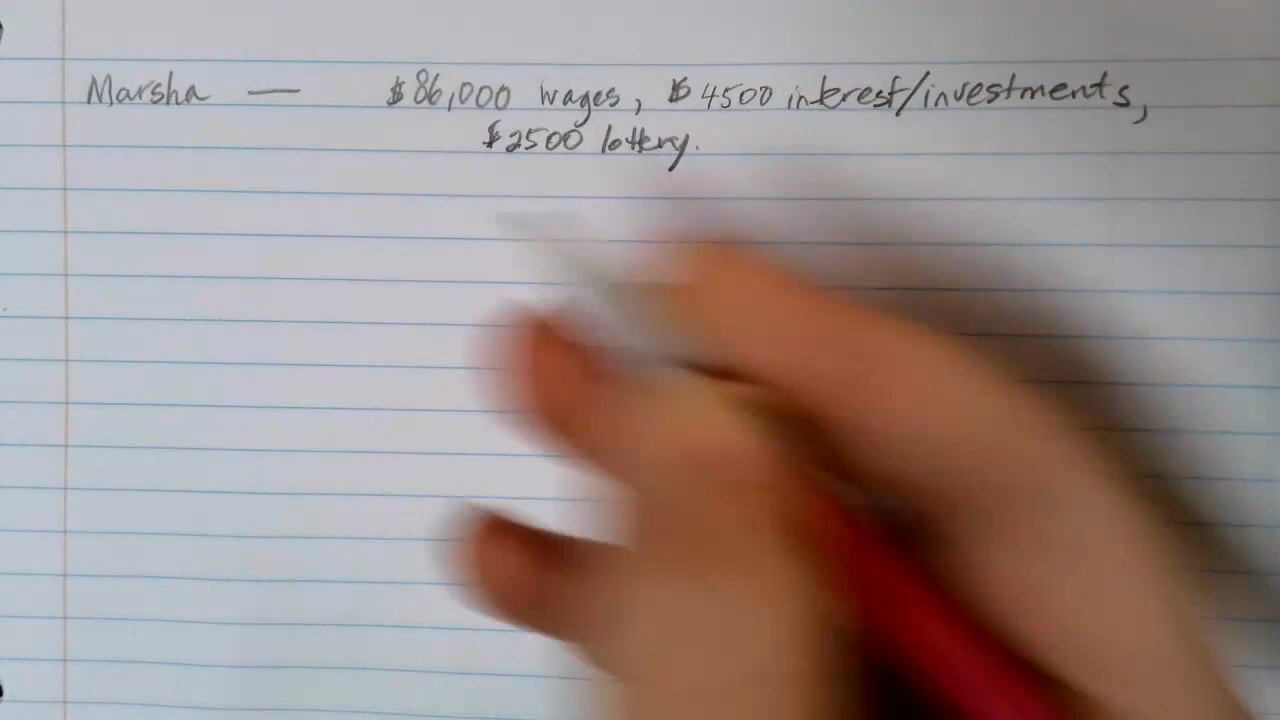 Marsha — $86,000 wages, $4500 interest/investments,
$2500 lottery.